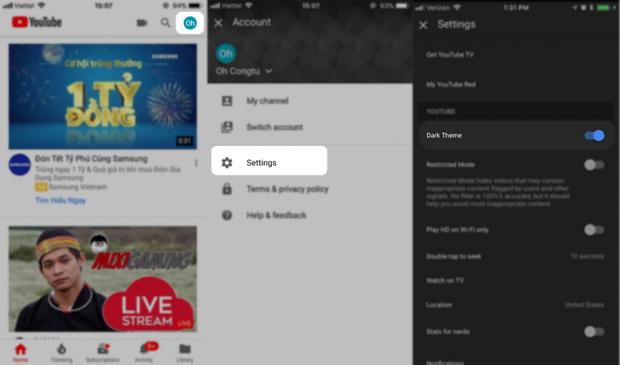 Viettel
15:07
94%
YouTube
Oh
SAMSUNG
Cơ hội trúng thưởng
1 TỶ
ĐỒNG
0:31
SAMSUNG
Đón Tết Tỷ Phú Cùng Samsung
Trúng ngay 1 Tỷ & Quà giá trị khi mua Điện Gia
Dụng Samsung
Ad Samsung Vietnam
Tìm Hiểu Ngay
MIXIGAMING
LIVE
STREAM
LIVE
Home
Trending
Subscriptions
9+
Activity
Library
Viettel
15:07
93%
Account
Oh
Oh Congtu
My channel
Switch account
Settings
Terms & privacy policy
Help & feedback
Verizon
1:31 PM
Settings
Get YouTube TV
My YouTube Red
YOUTUBE
Dark Theme
Restricted Mode
Restricted Mode hides videos that may contain
inappropriate content flagged by users and other
signals. No filter is 100% accurate, but it should
help you avoid most inappropriate content.
Play HD on Wi-Fi only
Double-tap to seek
10 seconds
Watch on TV
Location
United States
Stats for nerds
Notifications